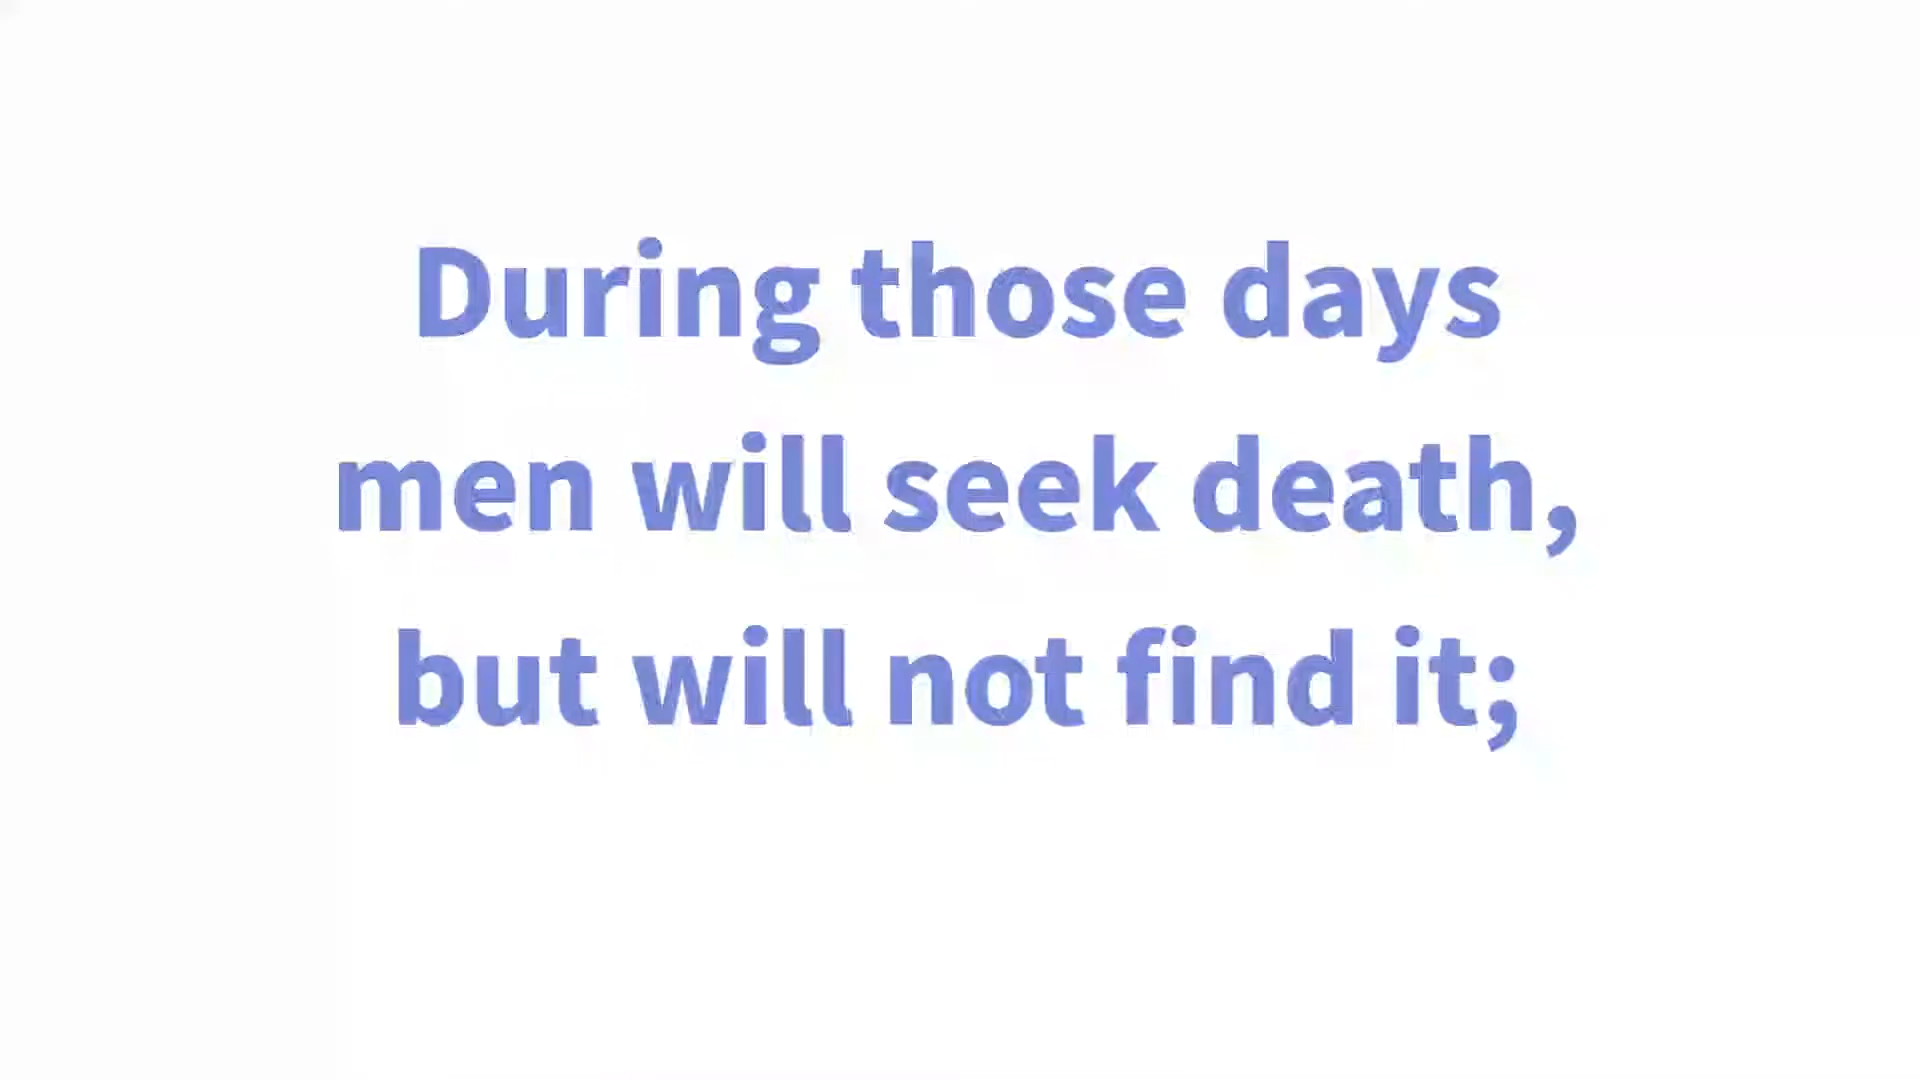 During those days
men will seek death,
but will not find it;